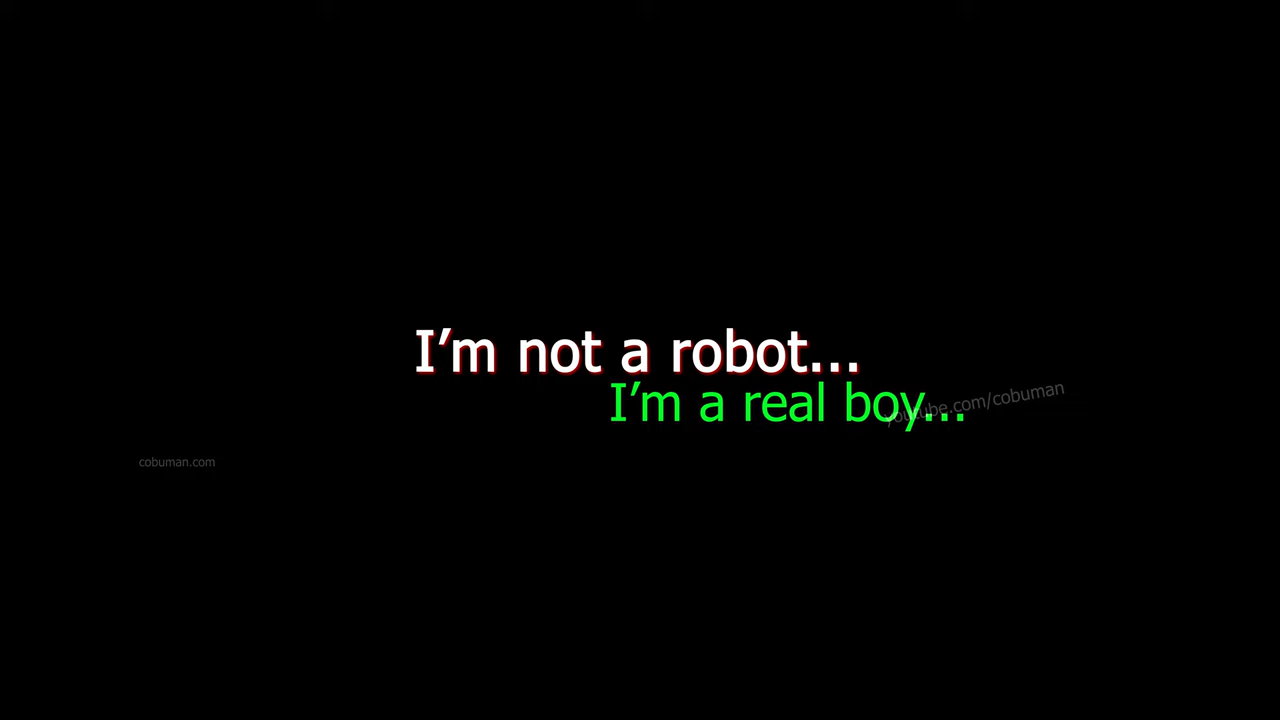 I’m not a robot...
I’m a real boy...
youtube.com/cobuman
cobuman.com